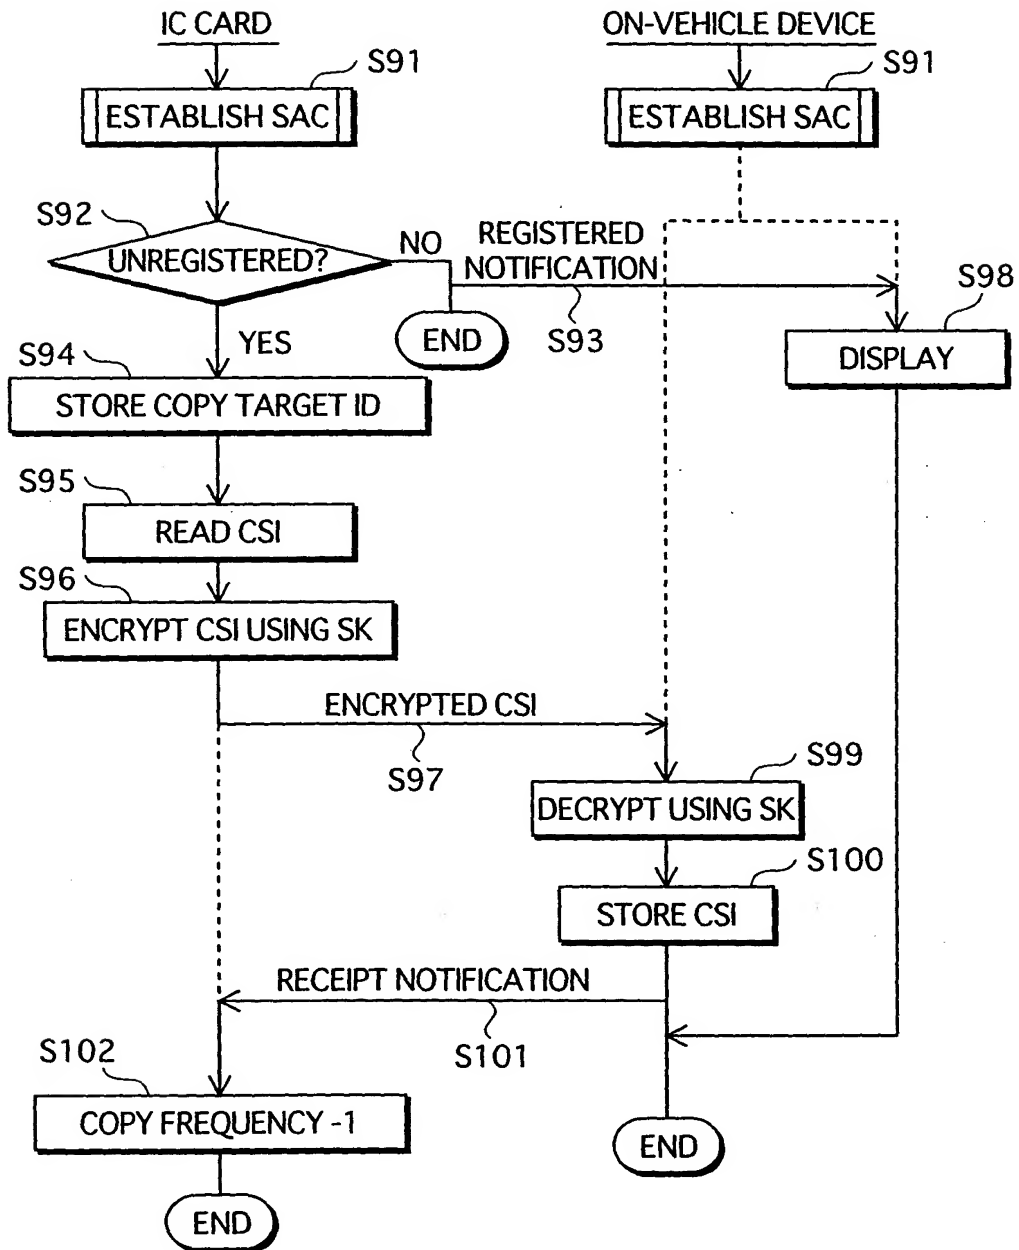 IC CARD
ON-VEHICLE DEVICE
S91
S91
ESTABLISH SAC
ESTABLISH SAC
S92
UNREGISTERED?
NO
REGISTERED
NOTIFICATION
S93
END
S98
DISPLAY
YES
S94
STORE COPY TARGET ID
S95
READ CSI
S96
ENCRYPT CSI USING SK
ENCRYPTED CSI
S97
S99
DECRYPT USING SK
S100
STORE CSI
RECEIPT NOTIFICATION
S101
S102
COPY FREQUENCY -1
END
END